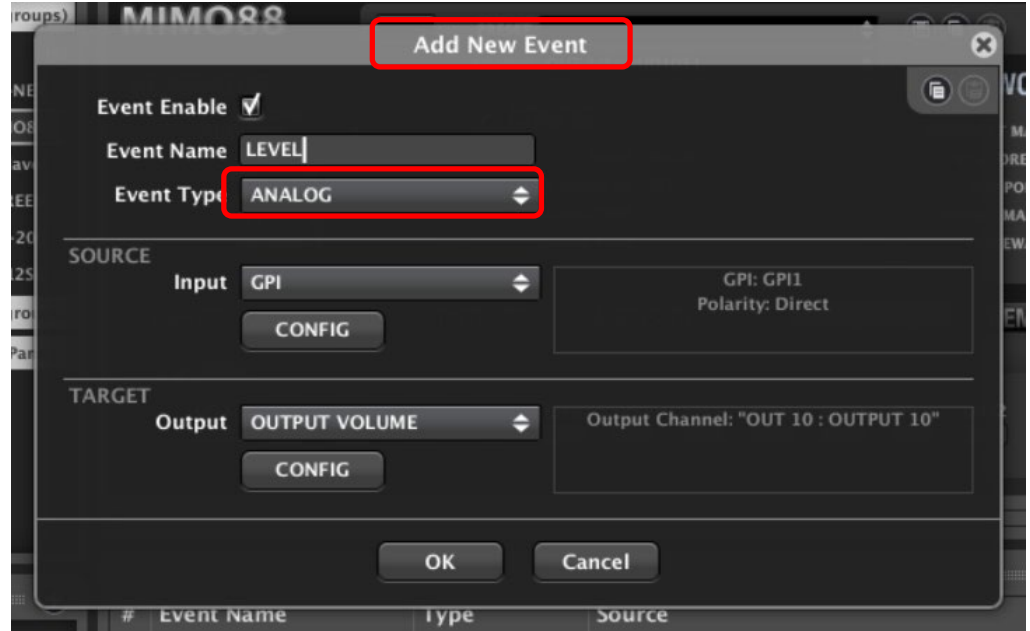 roups)
MIMO88
Add New Event
Event Enable
Event Name LEVEL
Event Type ANALOG
SOURCE
Input GPI
GPI: GPI1
Polarity: Direct
CONFIG
TARGET
Output OUTPUT VOLUME
Output Channel: "OUT 10 : OUTPUT 10"
CONFIG
OK Cancel
# Event Name Type Source